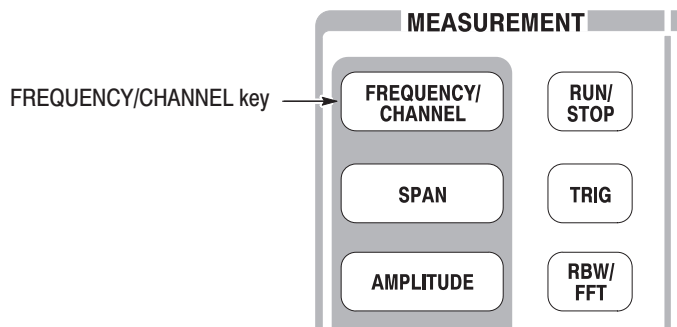 MEASUREMENT
FREQUENCY/CHANNEL key
FREQUENCY/
CHANNEL
RUN/
STOP
SPAN
TRIG
AMPLITUDE
RBW/
FFT